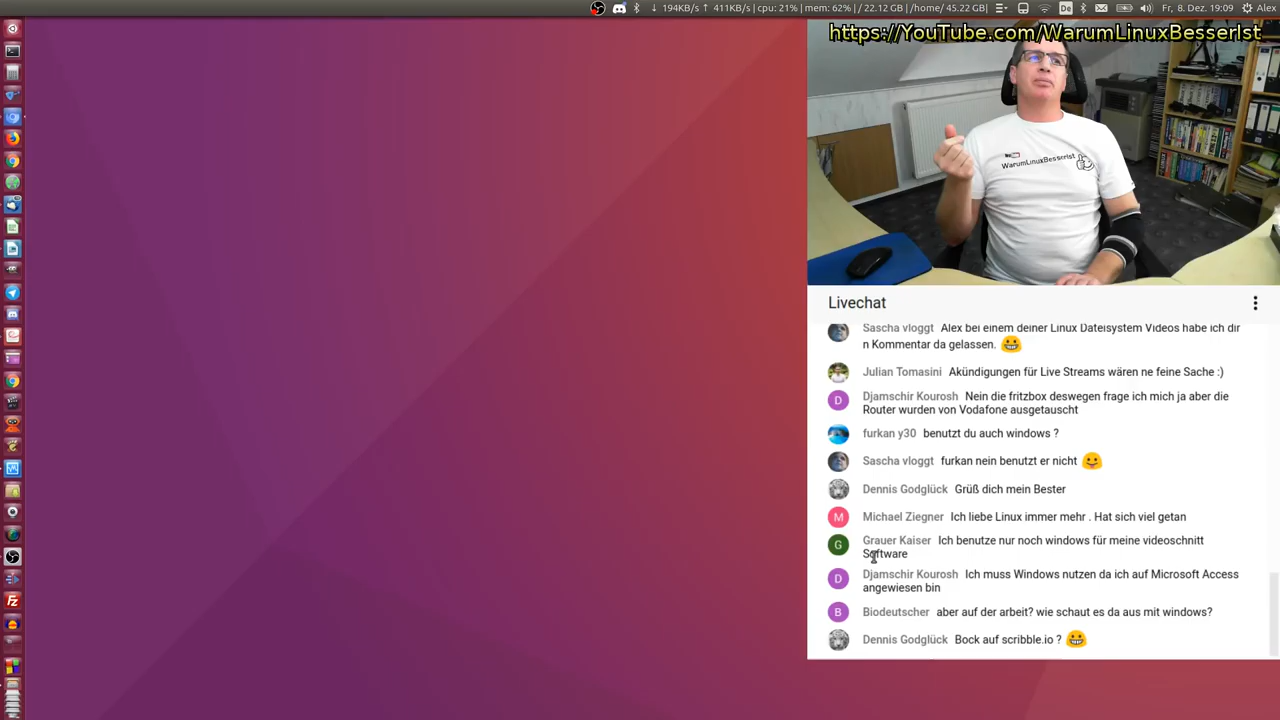 ↓ 194KB/s ↑ 411KB/s | cpu: 21% | mem: 62% | / 22.12 GB | /home/ 45.22 GB | De Fr, 8. Dez. 19:09 Alex
https://YouTube.com/WarumLinuxBesserIst
WarumLinuxBesserIst
Livechat
Sascha vloggt Alex bei einem deiner Linux Dateisystem Videos habe ich dir
n Kommentar da gelassen.
Julian Tomasini Akündigungen für Live Streams wären ne feine Sache :)
D Djamschir Kourosh Nein die fritzbox deswegen frage ich mich ja aber die
Router wurden von Vodafone ausgetauscht
furkan y30 benutzt du auch windows ?
Sascha vloggt furkan nein benutzt er nicht
Dennis Godglück Grüß dich mein Bester
M Michael Ziegner Ich liebe Linux immer mehr . Hat sich viel getan
G Grauer Kaiser Ich benutze nur noch windows für meine videoschnitt
Software
D Djamschir Kourosh Ich muss Windows nutzen da ich auf Microsoft Access
angewiesen bin
B Biodeutscher aber auf der arbeit? wie schaut es da aus mit windows?
Dennis Godglück Bock auf scribble.io ?